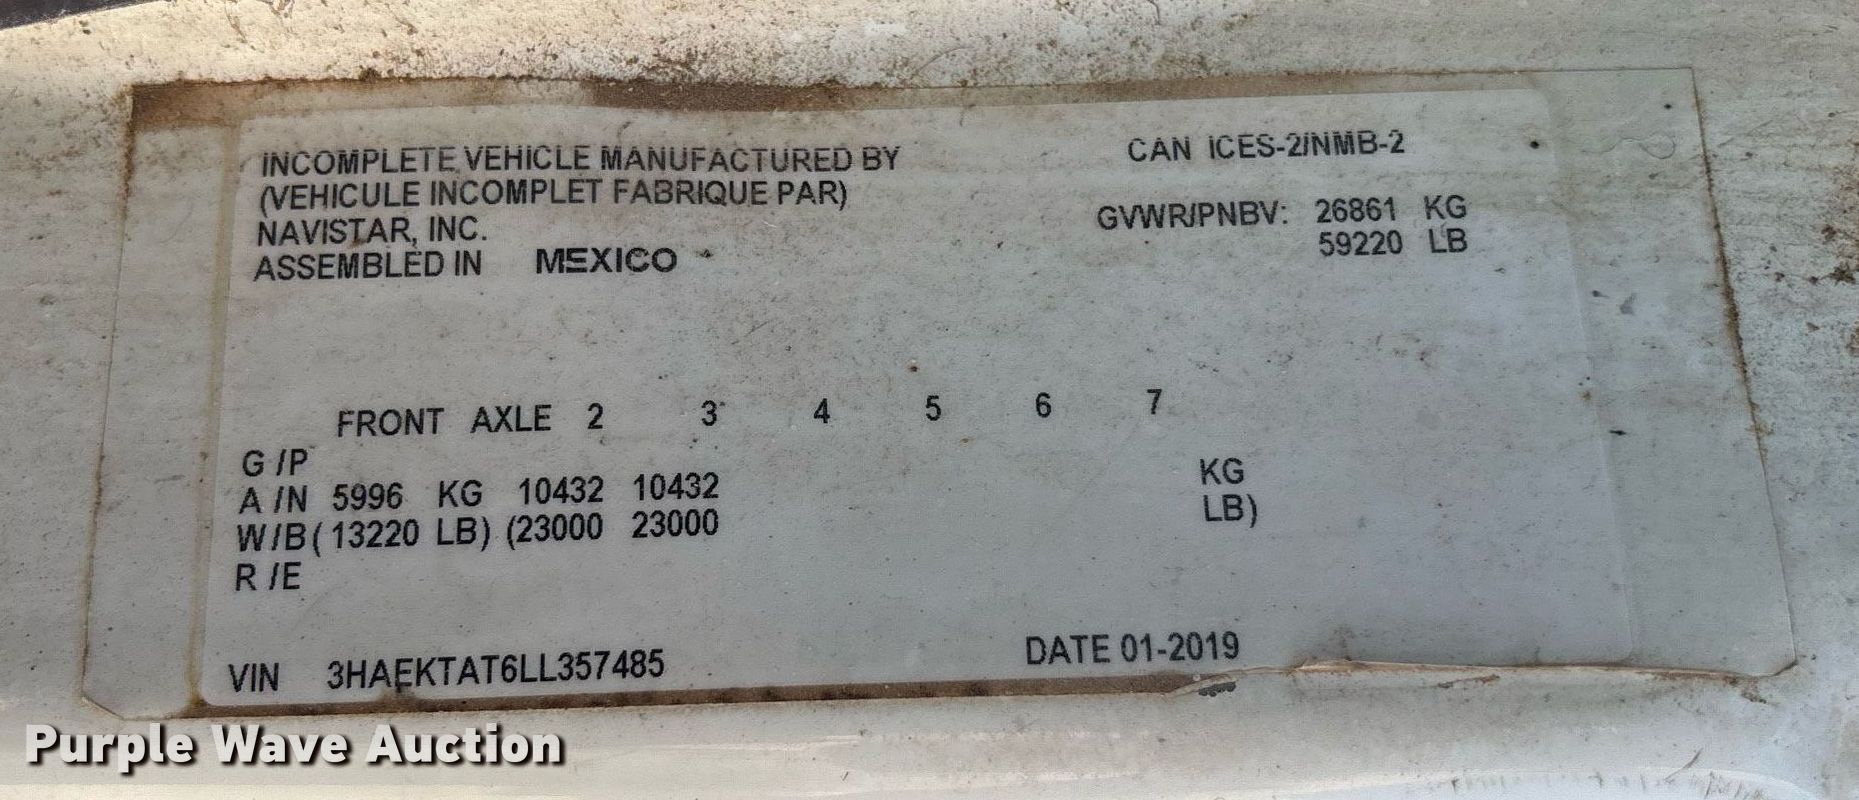 INCOMPLETE VEHICLE MANUFACTURED BY
(VEHICULE INCOMPLET FABRIQUE PAR)
NAVISTAR, INC.
ASSEMBLED IN MEXICO
CAN ICES-2/NMB-2
GVWR/PNBV: 26861 KG
59220 LB
FRONT AXLE 2 3 4 5 6 7
G /P
A /N 5996 KG 10432 10432 KG
W/B ( 13220 LB) (23000 23000 LB)
R /E
VIN 3HAEKTAT6LL357485
DATE 01-2019
Purple Wave Auction